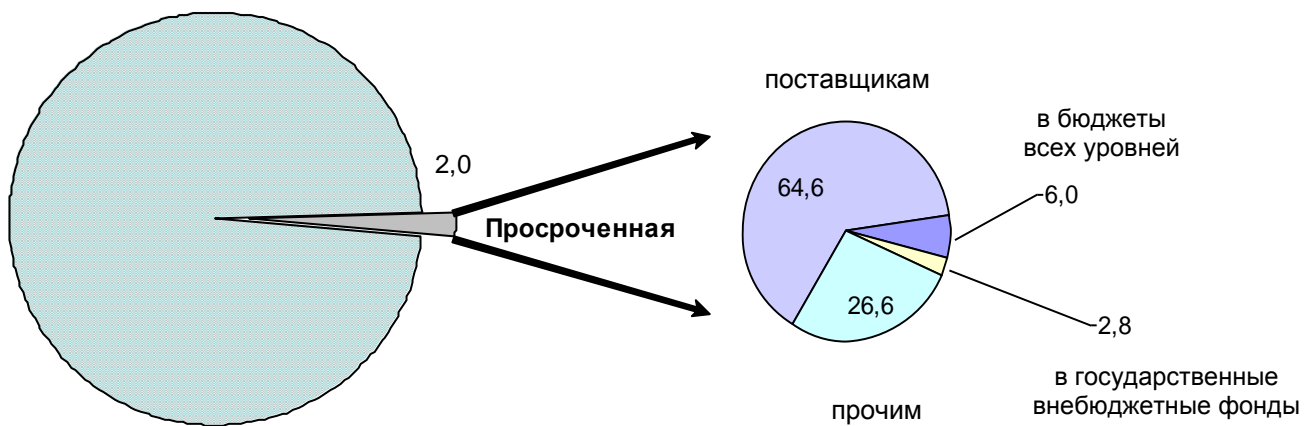 поставщикам
в бюджеты
всех уровней
2,0
64,6
6,0
Просроченная
26,6
2,8
в государственные
внебюджетные фонды
прочим